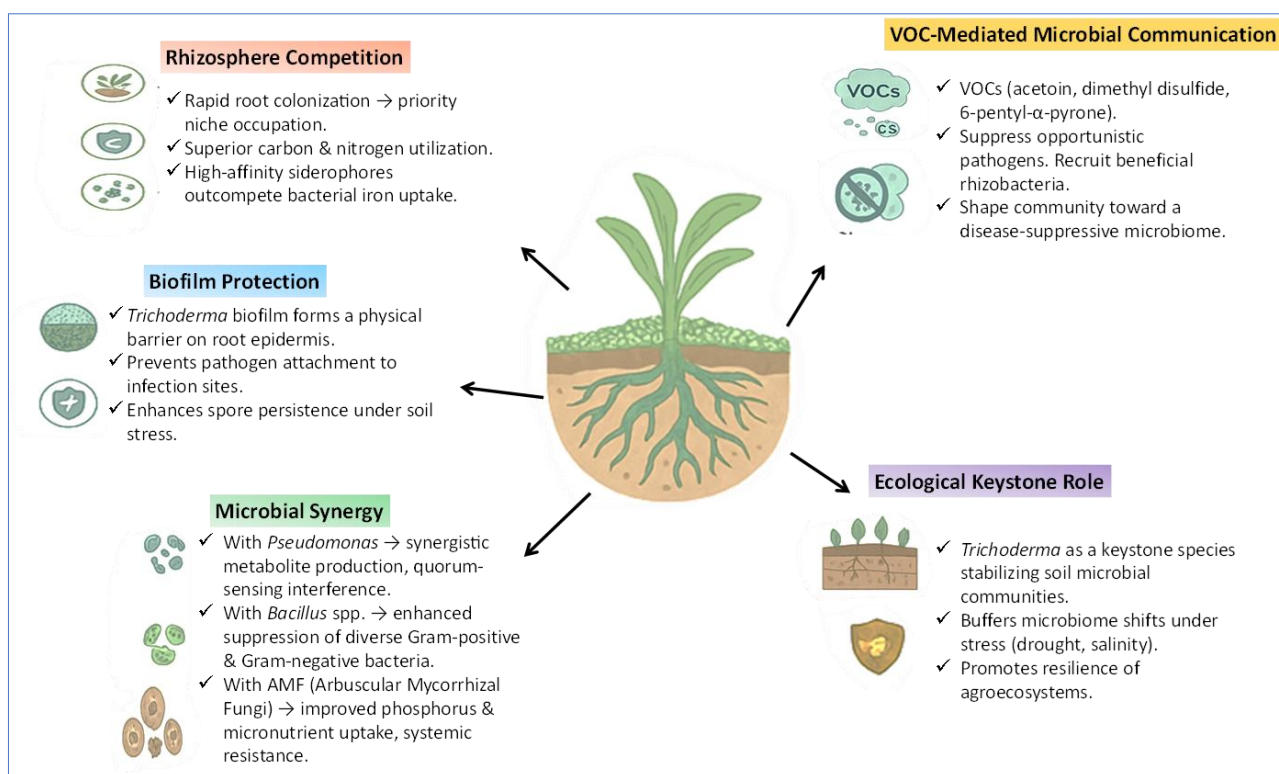 Rhizosphere Competition
✓ Rapid root colonization → priority
niche occupation.
✓ Superior carbon & nitrogen utilization.
✓ High-affinity siderophores
outcompete bacterial iron uptake.
Biofilm Protection
✓ Trichoderma biofilm forms a physical
barrier on root epidermis.
✓ Prevents pathogen attachment to
infection sites.
✓ Enhances spore persistence under soil
stress.
Microbial Synergy
✓ With Pseudomonas → synergistic
metabolite production, quorum-
sensing interference.
✓ With Bacillus spp. → enhanced
suppression of diverse Gram-positive
& Gram-negative bacteria.
✓ With AMF (Arbuscular Mycorrhizal
Fungi) → improved phosphorus &
micronutrient uptake, systemic
resistance.
VOC-Mediated Microbial Communication
VOCs
CS
✓ VOCs (acetoin, dimethyl disulfide,
6-pentyl-α-pyrone).
✓ Suppress opportunistic
pathogens. Recruit beneficial
rhizobacteria.
✓ Shape community toward a
disease-suppressive microbiome.
Ecological Keystone Role
✓ Trichoderma as a keystone species
stabilizing soil microbial
communities.
✓ Buffers microbiome shifts under
stress (drought, salinity).
✓ Promotes resilience of
agroecosystems.